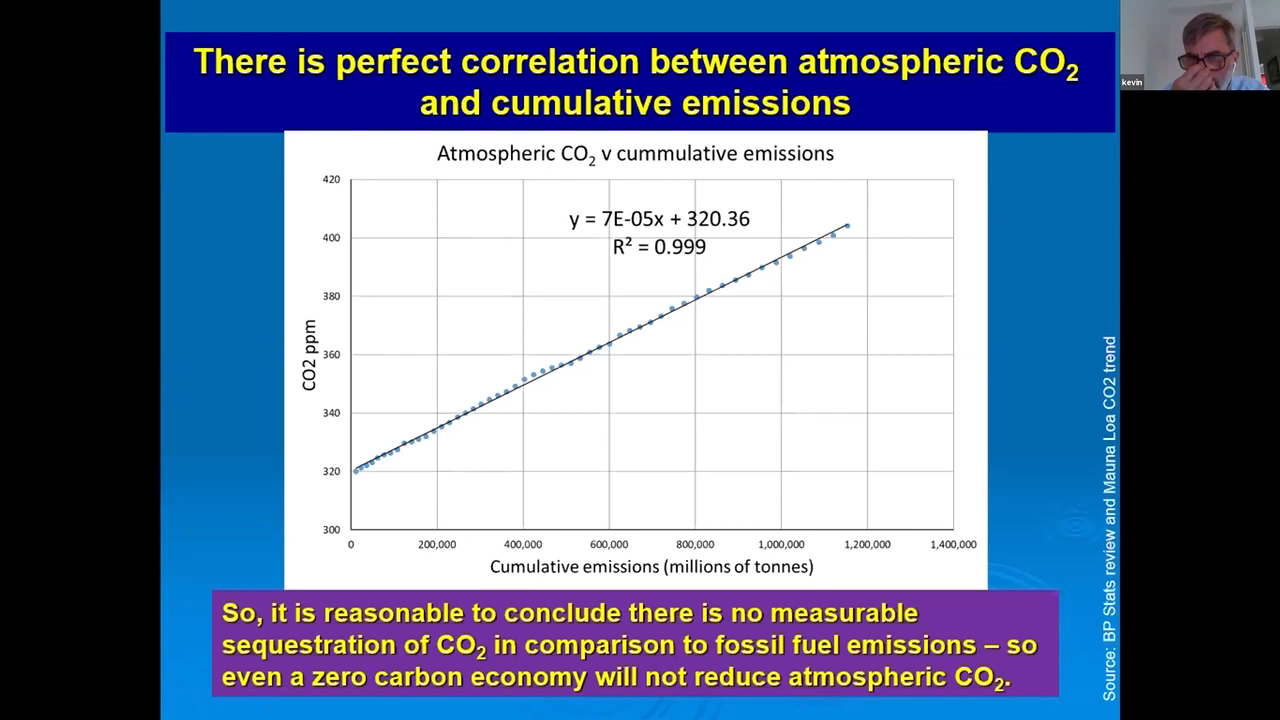 There is perfect correlation between atmospheric CO₂
and cumulative emissions
kevin
Atmospheric CO₂ v cummulative emissions
y = 7E-05x + 320.36
R² = 0.999
420
400
380
360
340
320
300
CO2 ppm
0 200,000 400,000 600,000 800,000 1,000,000 1,200,000 1,400,000
Cumulative emissions (millions of tonnes)
So, it is reasonable to conclude there is no measurable
sequestration of CO₂ in comparison to fossil fuel emissions – so
even a zero carbon economy will not reduce atmospheric CO₂.
Source: BP Stats review and Mauna Loa CO2 trend